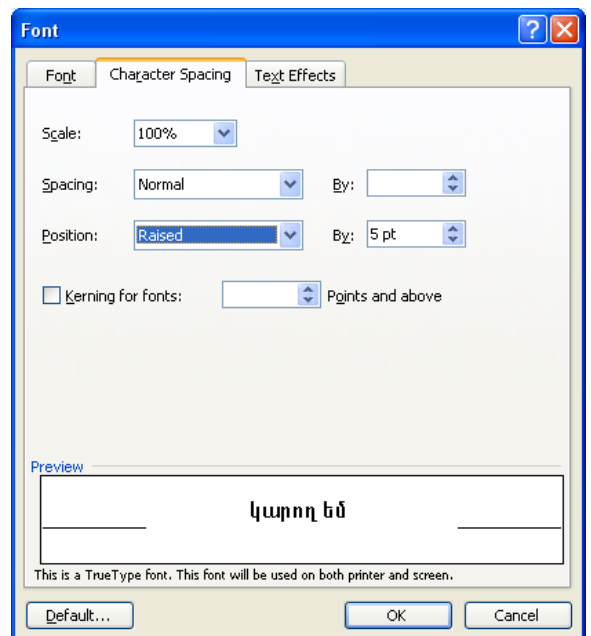 Font
Font Character Spacing Text Effects
Scale: 100%
Spacing: Normal By:
Position: Raised By: 5 pt
Kerning for fonts: Points and above
Preview
կարող եմ
This is a TrueType font. This font will be used on both printer and screen.
Default... OK Cancel